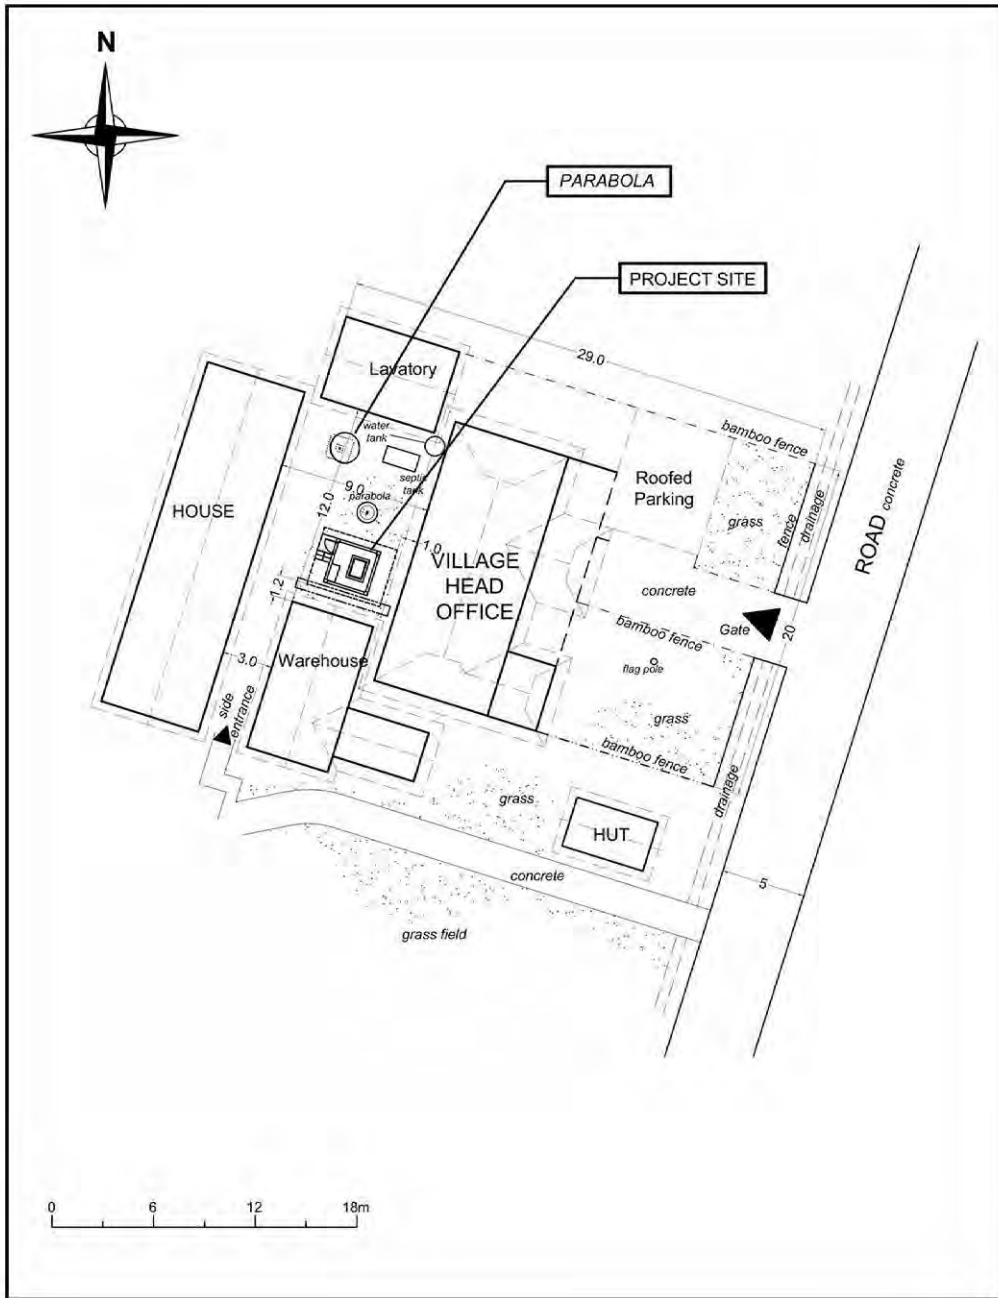 N
PARABOLA
PROJECT SITE
29.0
Lavatory
water
tank
septic
tank
bamboo fence
Roofed
Parking
grass
fence
drainage
ROAD concrete
HOUSE
9.0
12.0
parabola
1.0
VILLAGE
HEAD
OFFICE
concrete
Gate
20
1.2
bamboo fence
flag pole
Warehouse
3.0
side
entrance
grass
bamboo fence
drainage
grass
HUT
concrete
5
grass field
0 6 12 18m